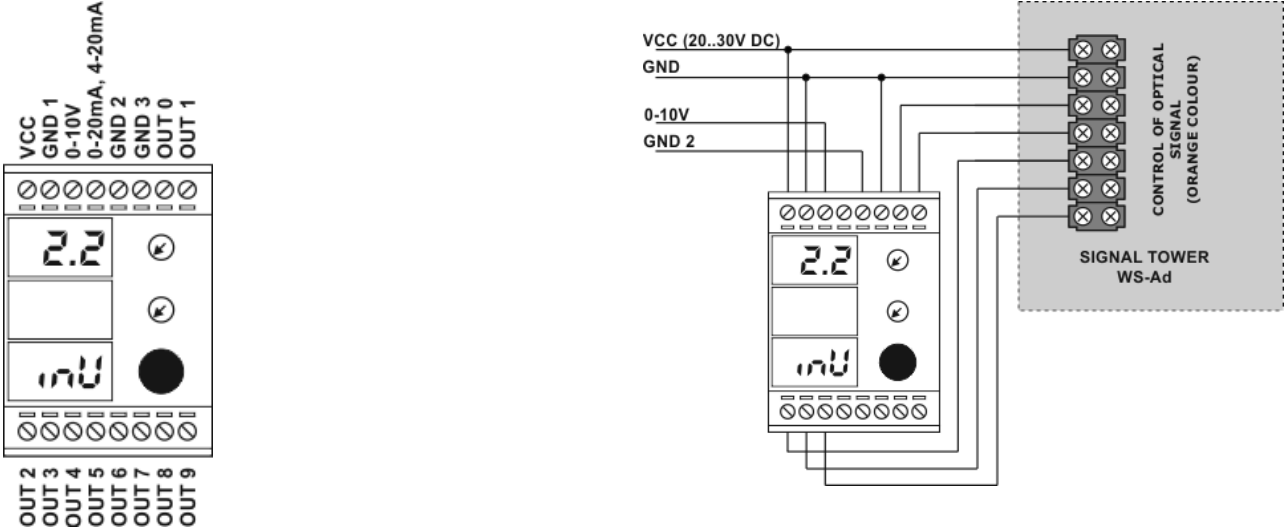 VCC
GND 1
0-10V
0-20mA, 4-20mA
GND 2
GND 3
OUT 0
OUT 1
2.2
inU
OUT 2
OUT 3
OUT 4
OUT 5
OUT 6
OUT 7
OUT 8
OUT 9
VCC (20..30V DC)
GND
0-10V
GND 2
2.2
inU
CONTROL OF OPTICAL
SIGNAL
(ORANGE COLOUR)
SIGNAL TOWER
WS-Ad